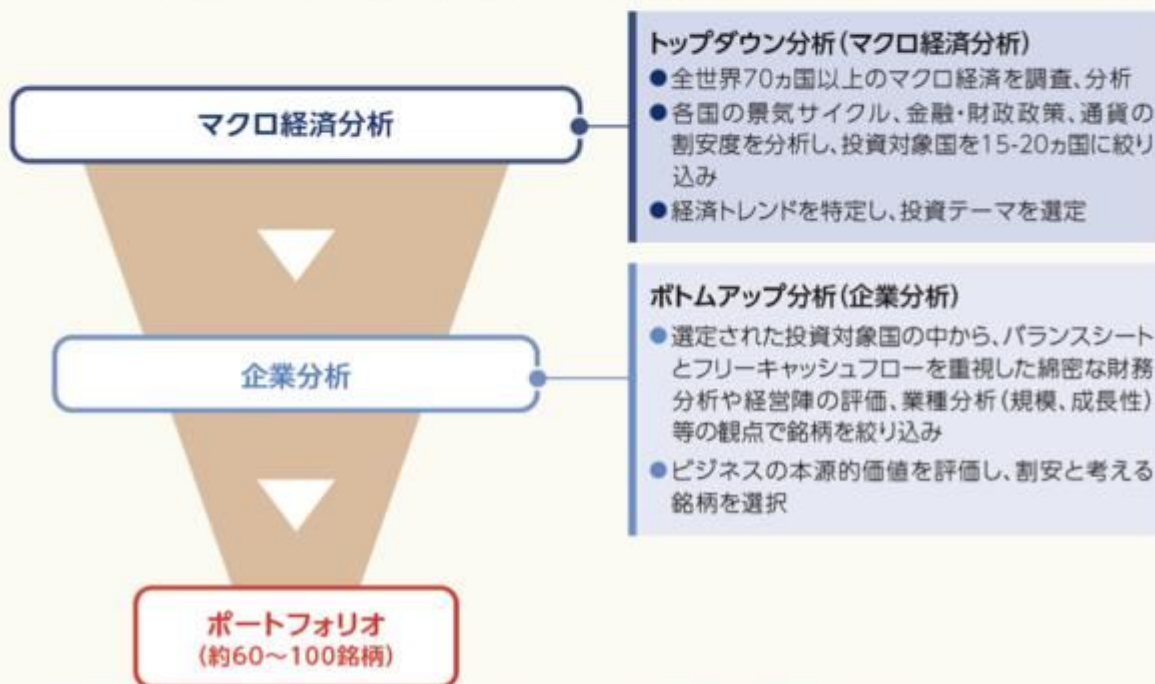 マクロ経済分析
トップダウン分析(マクロ経済分析)
●全世界70ヵ国以上のマクロ経済を調査、分析
●各国の景気サイクル、金融・財政政策、通貨の
割安度を分析し、投資対象国を15-20ヵ国に絞り
込み
●経済トレンドを特定し、投資テーマを選定
企業分析
ボトムアップ分析(企業分析)
●選定された投資対象国の中から、バランスシート
とフリーキャッシュフローを重視した綿密な財務
分析や経営陣の評価、業種分析(規模、成長性)
等の観点で銘柄を絞り込み
●ビジネスの本源的価値を評価し、割安と考える
銘柄を選択
ポートフォリオ
(約60～100銘柄)